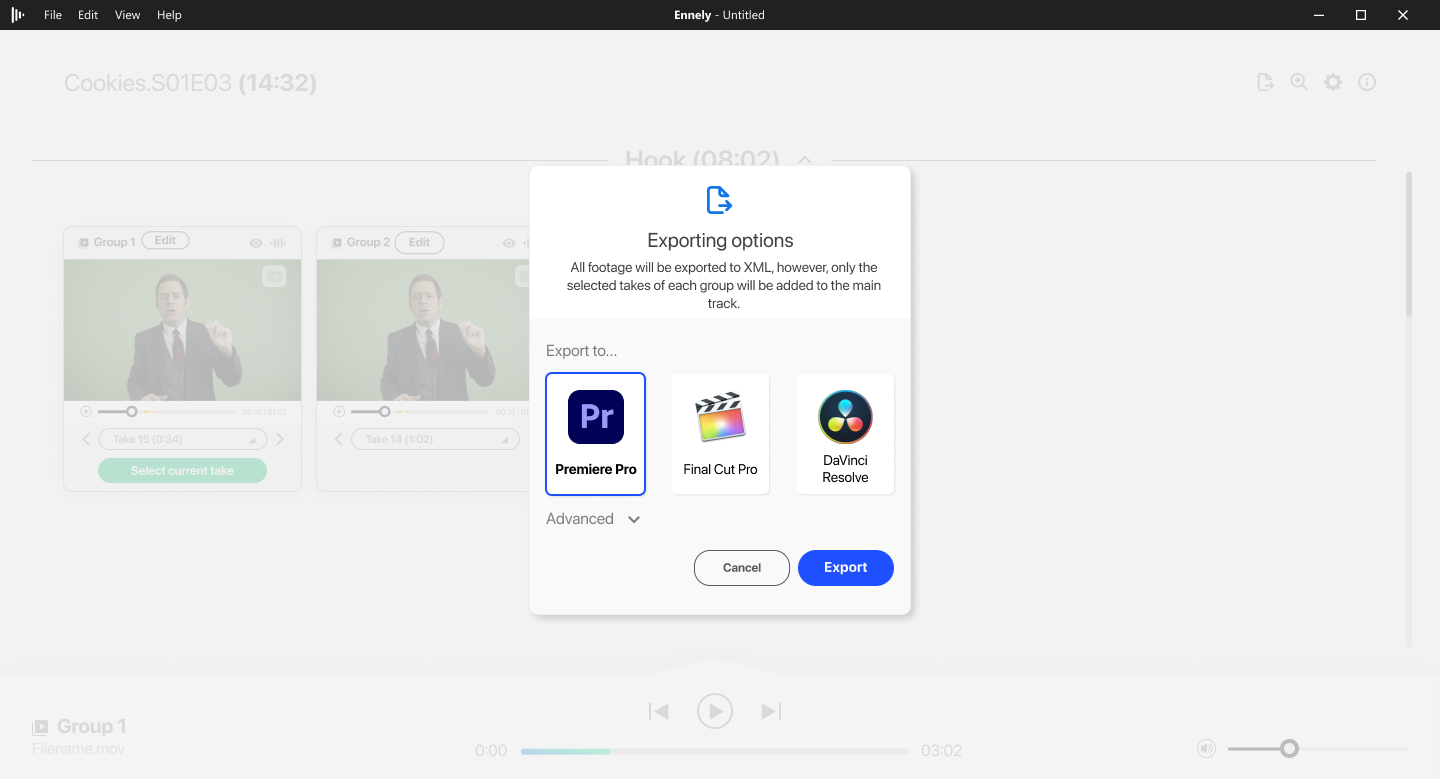 File Edit View Help
Ennely - Untitled
Cookies.S01E03 (14:32)
Hook (08:02)
Group 1 Edit
Group 2 Edit
00:15 / 01:03
00:15 / 01
Take 15 (0:34)
Take 14 (1:02)
Select current take
Exporting options
All footage will be exported to XML, however, only the
selected takes of each group will be added to the main
track.
Export to...
Pr
Premiere Pro
Final Cut Pro
DaVinci
Resolve
Advanced
Cancel
Export
Group 1
Filename.mov
0:00
03:02